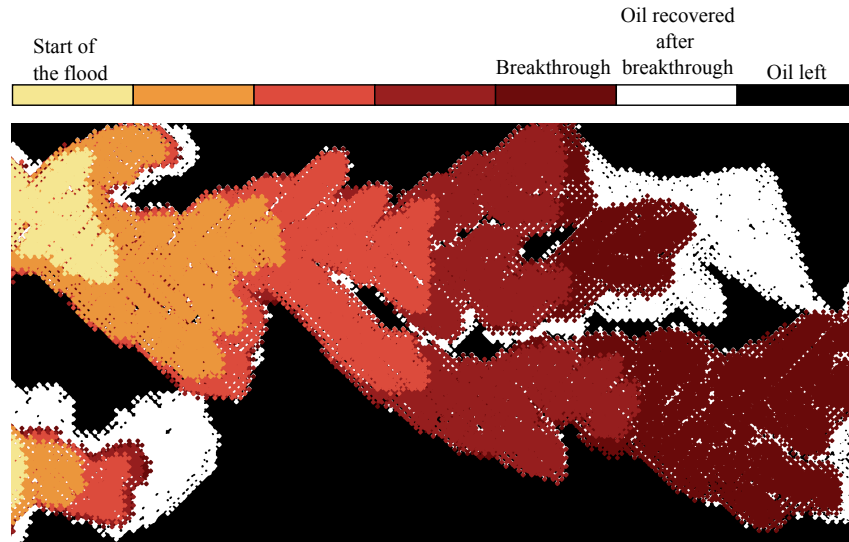 Start of
the flood
Breakthrough
Oil recovered
after
breakthrough
Oil left